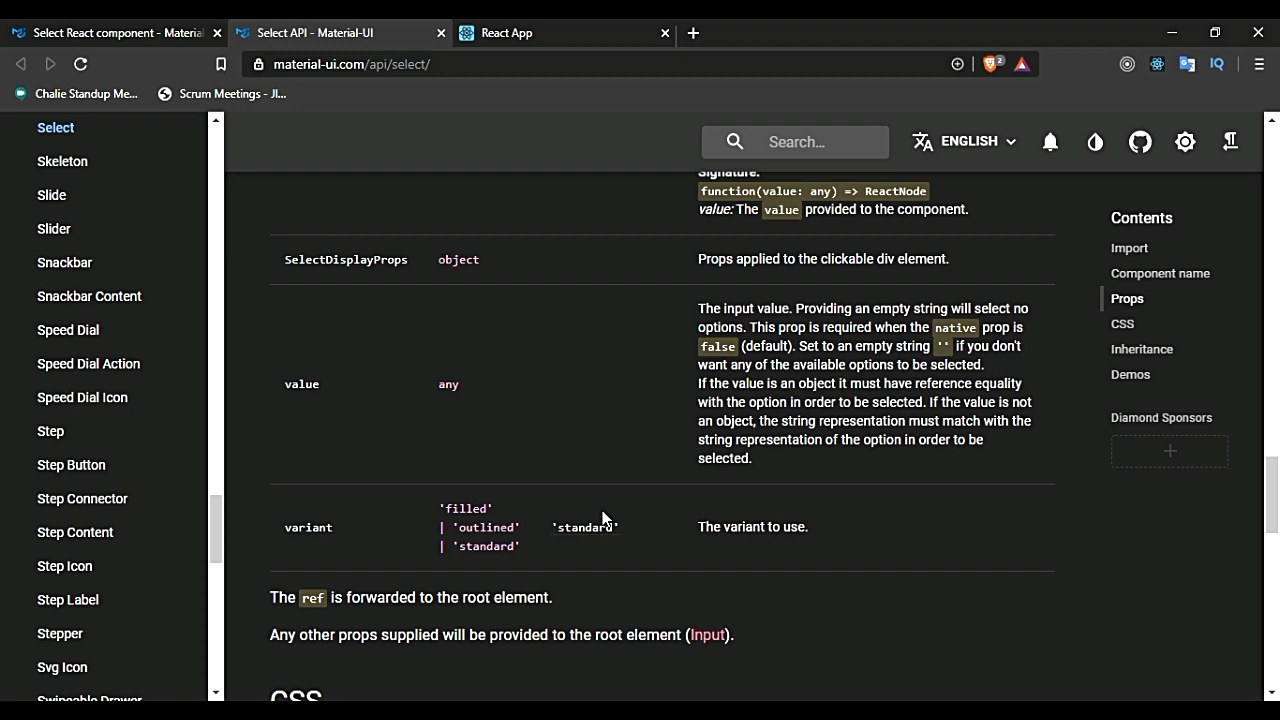 Select React component - Material
Select API - Material-UI
React App
material-ui.com/api/select/
2
IQ
Chalie Standup Me...
Scrum Meetings - JI...
Select
Skeleton
Slide
Slider
Snackbar
Snackbar Content
Speed Dial
Speed Dial Action
Speed Dial Icon
Step
Step Button
Step Connector
Step Content
Step Icon
Step Label
Stepper
Svg Icon
Swipeable Drawer
Search...
ENGLISH
Signature:
function(value: any) => ReactNode
value: The value provided to the component.
SelectDisplayProps object Props applied to the clickable div element.
value any
The input value. Providing an empty string will select no
options. This prop is required when the native prop is
false (default). Set to an empty string '' if you don't
want any of the available options to be selected.
If the value is an object it must have reference equality
with the option in order to be selected. If the value is not
an object, the string representation must match with the
string representation of the option in order to be
selected.
variant
'filled'
| 'outlined'
| 'standard'
'standard'
The variant to use.
The ref is forwarded to the root element.
Any other props supplied will be provided to the root element (Input).
CSS
Contents
Import
Component name
Props
CSS
Inheritance
Demos
Diamond Sponsors